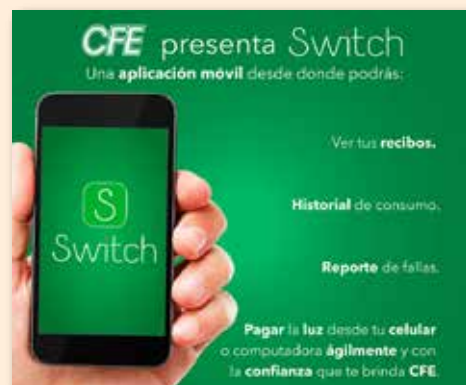 CFE presenta Switch
Una aplicación móvil desde donde podrás:
Ver tus recibos.
Historial de consumo.
Reporte de fallas.
S
Switch
Pagar la luz desde tu celular
o computadora ágilmente y con
la confianza que te brinda CFE.